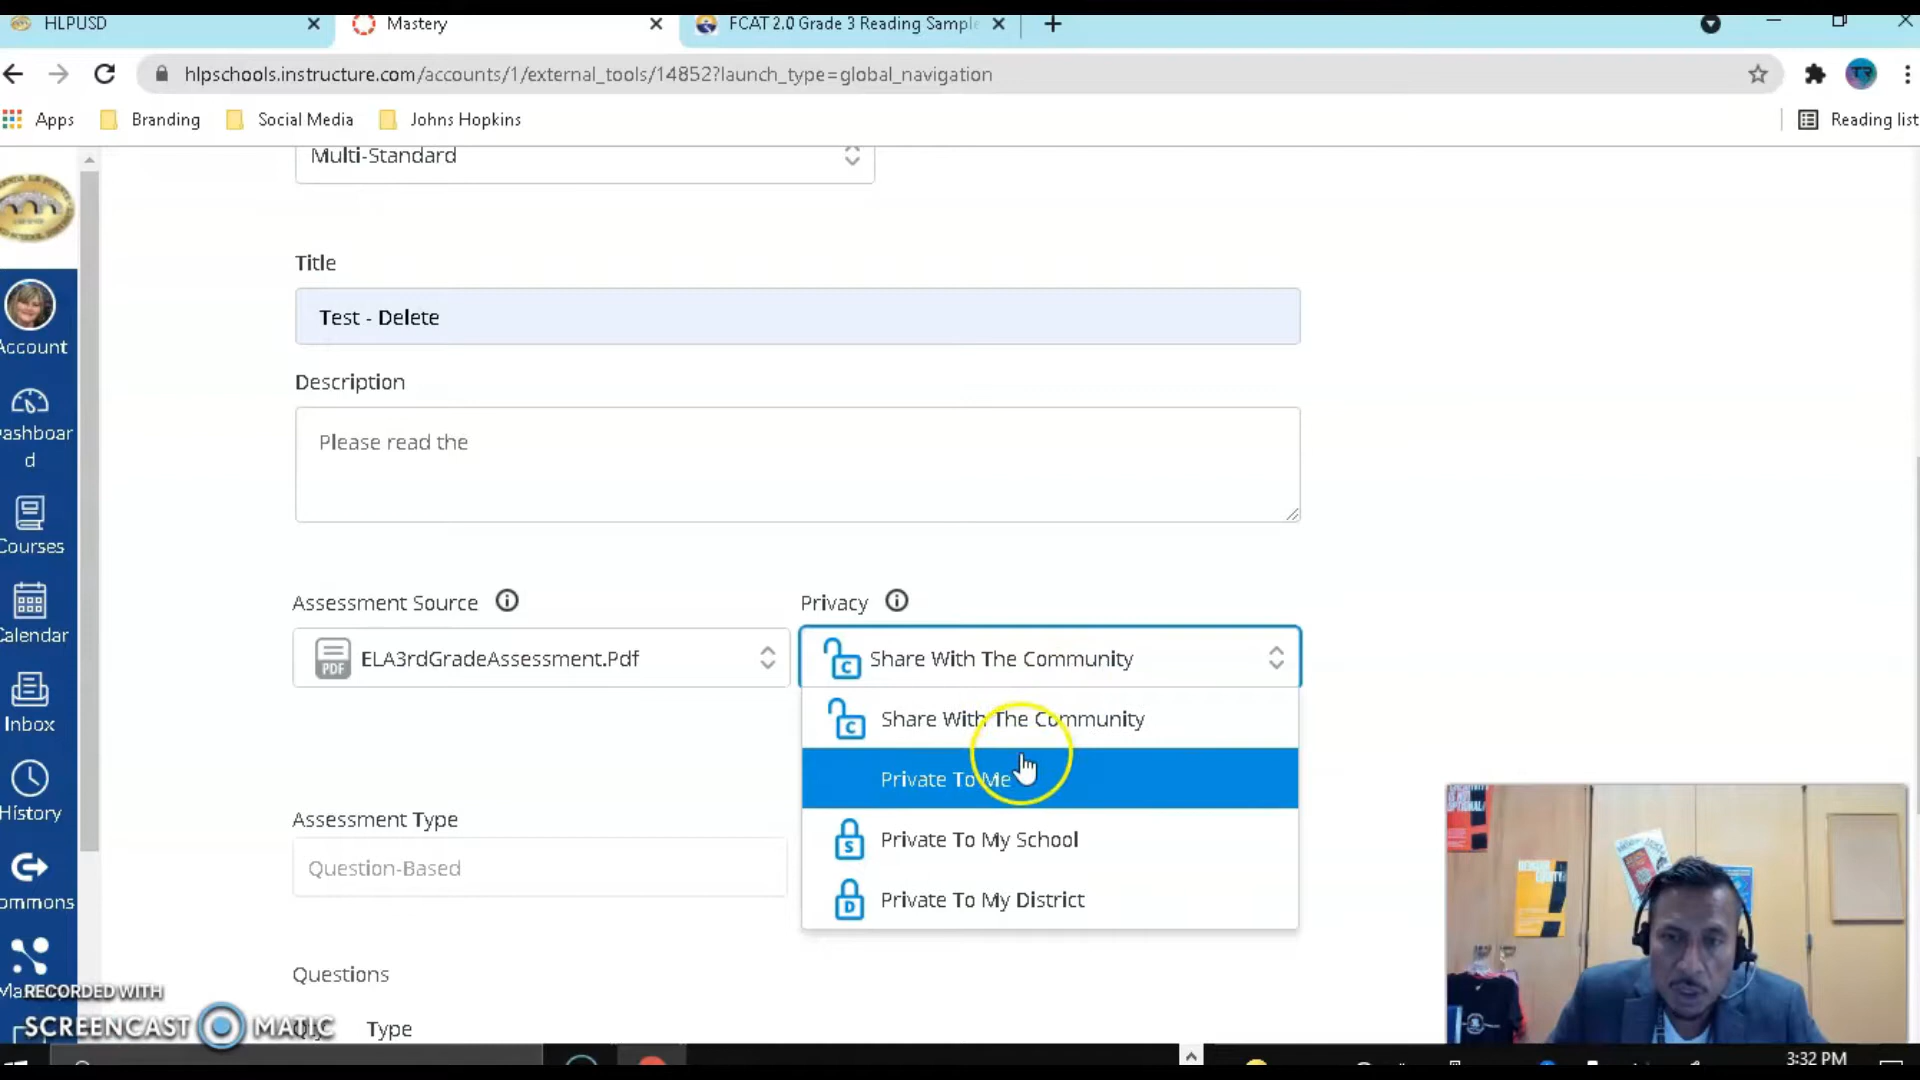 HLPUSD
Mastery
FCAT 2.0 Grade 3 Reading Sample
hlpschools.instructure.com/accounts/1/external_tools/14852?launch_type=global_navigation
Apps
Branding
Social Media
Johns Hopkins
Reading list
Multi-Standard
Title
Test - Delete
Description
Please read the
Assessment Source
Privacy
PDF
ELA3rdGradeAssessment.Pdf
C
Share With The Community
C
Share With The Community
Private To Me
S
Private To My School
D
Private To My District
Assessment Type
Question-Based
Questions
Type
Account
Dashboar
d
Courses
Calendar
Inbox
History
Commons
RECORDED WITH
SCREENCAST MATIC
3:32 PM